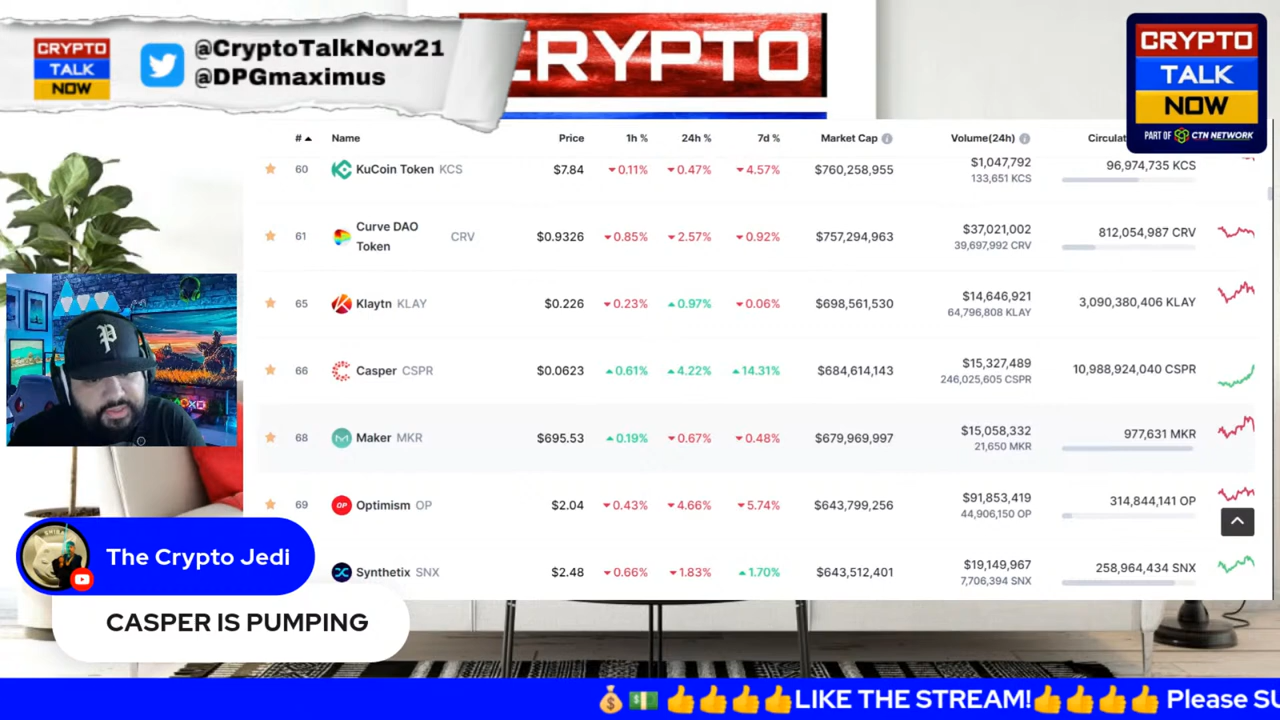 CRYPTO
TALK
NOW
@CryptoTalkNow21
@DPGmaximus
CRYPTO
CRYPTO
TALK
NOW
PART OF CTN NETWORK
# Name Price 1h % 24h % 7d % Market Cap Volume(24h)
60 KuCoin Token KCS $7.84 0.11% 0.47% 4.57% $760,258,955 $1,047,792 96,974,735 KCS
133,651 KCS
61 Curve DAO Token CRV $0.9326 0.85% 2.57% 0.92% $757,294,963 $37,021,002 812,054,987 CRV
39,697,992 CRV
65 Klaytn KLAY $0.226 0.23% 0.97% 0.06% $698,561,530 $14,646,921 3,090,380,406 KLAY
64,796,808 KLAY
66 Casper CSPR $0.0623 0.61% 4.22% 14.31% $684,614,143 $15,327,489 10,988,924,040 CSPR
246,025,605 CSPR
68 Maker MKR $695.53 0.19% 0.67% 0.48% $679,969,997 $15,058,332 977,631 MKR
21,650 MKR
69 Optimism OP $2.04 0.43% 4.66% 5.74% $643,799,256 $91,853,419 314,844,141 OP
44,906,150 OP
Synthetix SNX $2.48 0.66% 1.83% 1.70% $643,512,401 $19,149,967 258,964,434 SNX
7,706,394 SNX
P
The Crypto Jedi
CASPER IS PUMPING
LIKE THE STREAM! Please